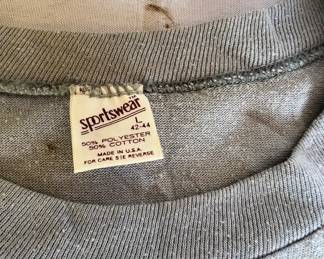 sportswear
L
42-44
50% POLYESTER
50% COTTON
MADE IN U.S.A.
FOR CARE SEE REVERSE